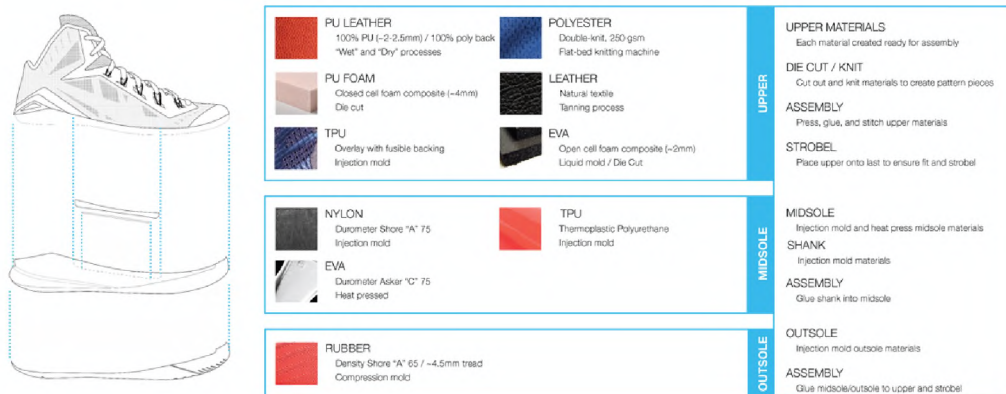 PU LEATHER
100% PU (~2-2.5mm) / 100% poly back
"Wet" and "Dry" processes
PU FOAM
Closed cell foam composite (~4mm)
Die cut
TPU
Overlay with fusible backing
Injection mold
POLYESTER
Double-knit, 250 gsm
Flat-bed knitting machine
LEATHER
Natural textile
Tanning process
EVA
Open cell foam composite (~2mm)
Liquid mold / Die Cut
UPPER
UPPER MATERIALS
Each material created ready for assembly
DIE CUT / KNIT
Cut out and knit materials to create pattern pieces
ASSEMBLY
Press, glue, and stitch upper materials
STROBEL
Place upper onto last to ensure fit and strobel
NYLON
Durometer Shore "A" 75
Injection mold
EVA
Durometer Asker "C" 75
Heat pressed
TPU
Thermoplastic Polyurethane
Injection mold
MIDSOLE
MIDSOLE
Injection mold and heat press midsole materials
SHANK
Injection mold materials
ASSEMBLY
Glue shank into midsole
RUBBER
Density Shore "A" 65 / ~4.5mm tread
Compression mold
OUTSOLE
OUTSOLE
Injection mold outsole materials
ASSEMBLY
Glue midsole/outsole to upper and strobel